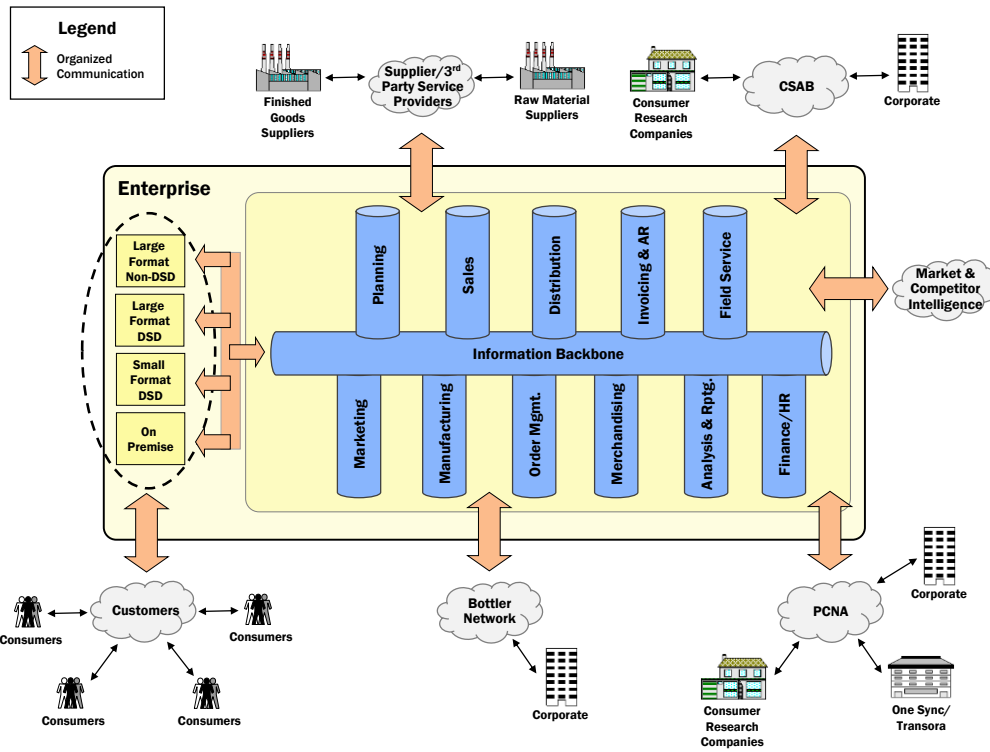 Legend
Organized
Communication
Finished
Goods
Suppliers
Supplier/3rd
Party Service
Providers
Raw Material
Suppliers
Consumer
Research
Companies
CSAB
Corporate
Enterprise
Large
Format
Non-DSD
Large
Format
DSD
Small
Format
DSD
On
Premise
Planning
Sales
Distribution
Invoicing & AR
Field Service
Information Backbone
Marketing
Manufacturing
Order Mgmt.
Merchandising
Analysis & Rptg.
Finance/HR
Market &
Competitor
Intelligence
Customers
Consumers
Consumers
Consumers
Consumers
Bottler
Network
Corporate
PCNA
Corporate
Consumer
Research
Companies
One Sync/
Transora